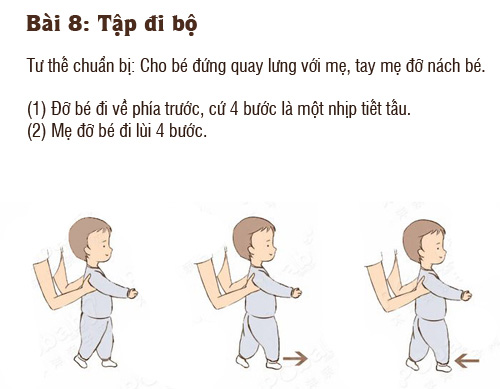 Bài 8: Tập đi bộ
Tư thế chuẩn bị: Cho bé đứng quay lưng với mẹ, tay mẹ đỡ nách bé.
(1) Đỡ bé đi về phía trước, cứ 4 bước là một nhịp tiết tấu.
(2) Mẹ đỡ bé đi lùi 4 bước.